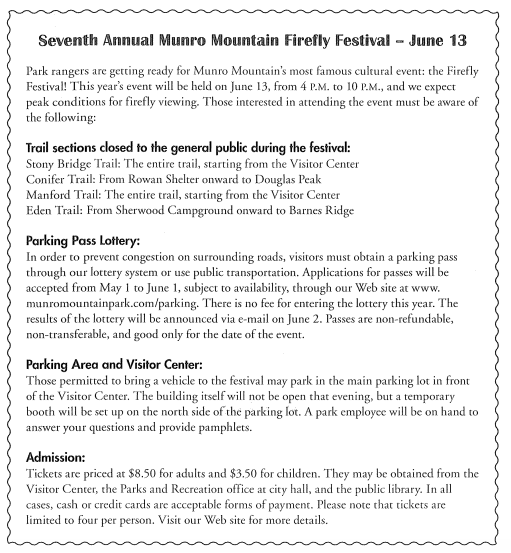 Seventh Annual Munro Mountain Firefly Festival – June 13
Park rangers are getting ready for Munro Mountain's most famous cultural event: the Firefly
Festival! This year's event will be held on June 13, from 4 P.M. to 10 P.M., and we expect
peak conditions for firefly viewing. Those interested in attending the event must be aware of
the following:
Trail sections closed to the general public during the festival:
Stony Bridge Trail: The entire trail, starting from the Visitor Center
Conifer Trail: From Rowan Shelter onward to Douglas Peak
Manford Trail: The entire trail, starting from the Visitor Center
Eden Trail: From Sherwood Campground onward to Barnes Ridge
Parking Pass Lottery:
In order to prevent congestion on surrounding roads, visitors must obtain a parking pass
through our lottery system or use public transportation. Applications for passes will be
accepted from May 1 to June 1, subject to availability, through our Web site at www.
munromountainpark.com/parking. There is no fee for entering the lottery this year. The
results of the lottery will be announced via e-mail on June 2. Passes are non-refundable,
non-transferable, and good only for the date of the event.
Parking Area and Visitor Center:
Those permitted to bring a vehicle to the festival may park in the main parking lot in front
of the Visitor Center. The building itself will not be open that evening, but a temporary
booth will be set up on the north side of the parking lot. A park employee will be on hand to
answer your questions and provide pamphlets.
Admission:
Tickets are priced at $8.50 for adults and $3.50 for children. They may be obtained from the
Visitor Center, the Parks and Recreation office at city hall, and the public library. In all
cases, cash or credit cards are acceptable forms of payment. Please note that tickets are
limited to four per person. Visit our Web site for more details.